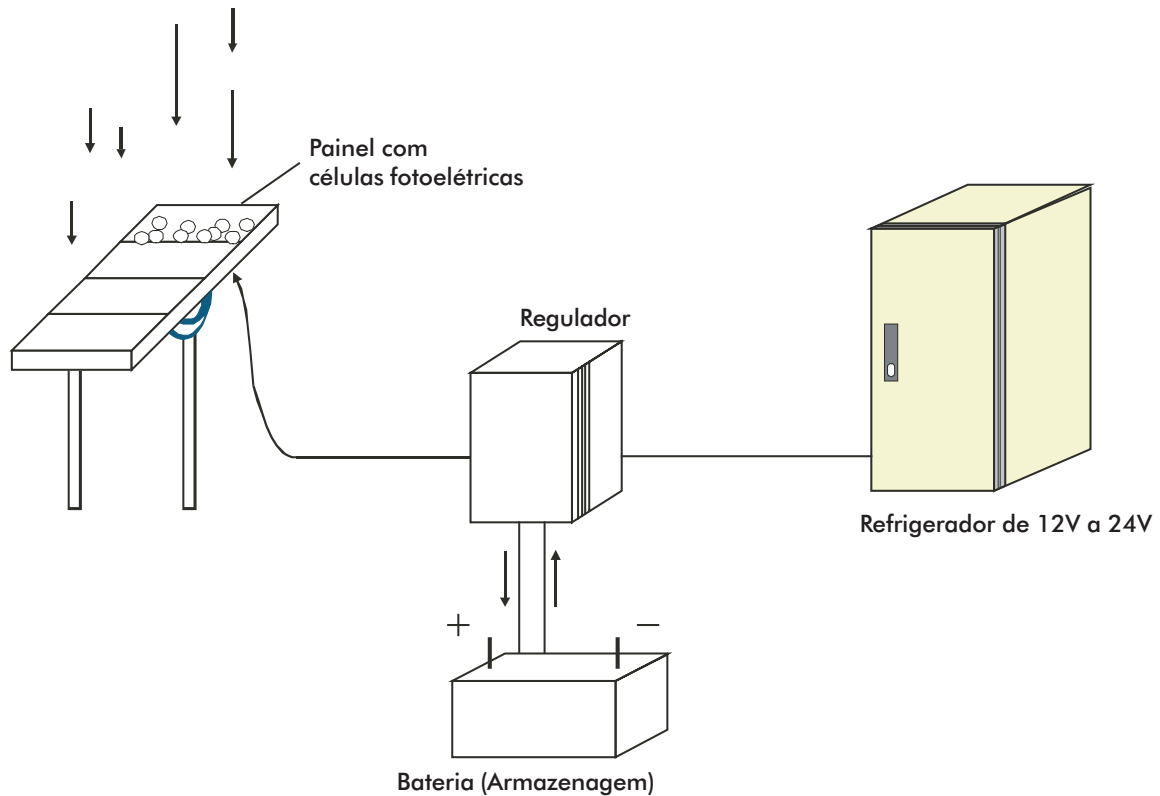 Painel com
células fotoelétricas
Regulador
Refrigerador de 12V a 24V
+ −
Bateria (Armazenagem)